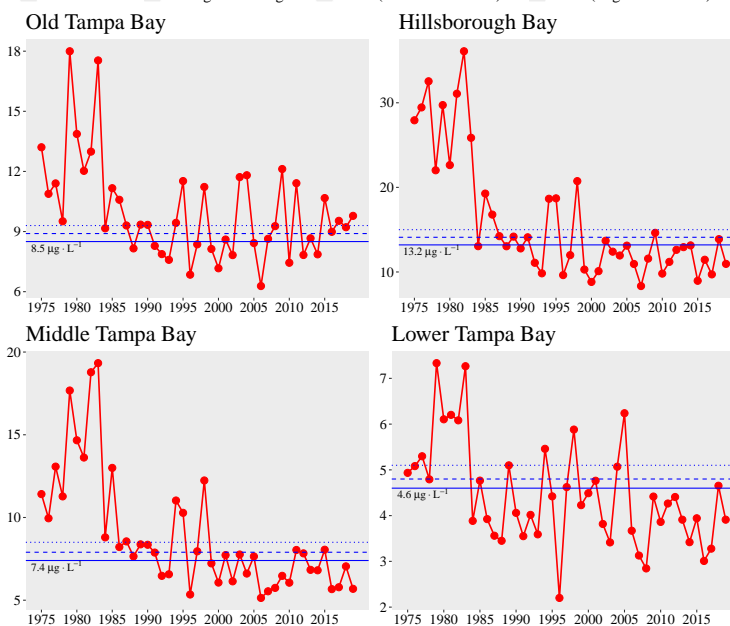 Old Tampa Bay
18
15
12
9
6
8.5 μg · L⁻¹
1975 1980 1985 1990 1995 2000 2005 2010 2015
Hillsborough Bay
30
20
10
13.2 μg · L⁻¹
1975 1980 1985 1990 1995 2000 2005 2010 2015
Middle Tampa Bay
20
15
10
5
7.4 μg · L⁻¹
1975 1980 1985 1990 1995 2000 2005 2010 2015
Lower Tampa Bay
7
6
5
4
3
2
4.6 μg · L⁻¹
1975 1980 1985 1990 1995 2000 2005 2010 2015